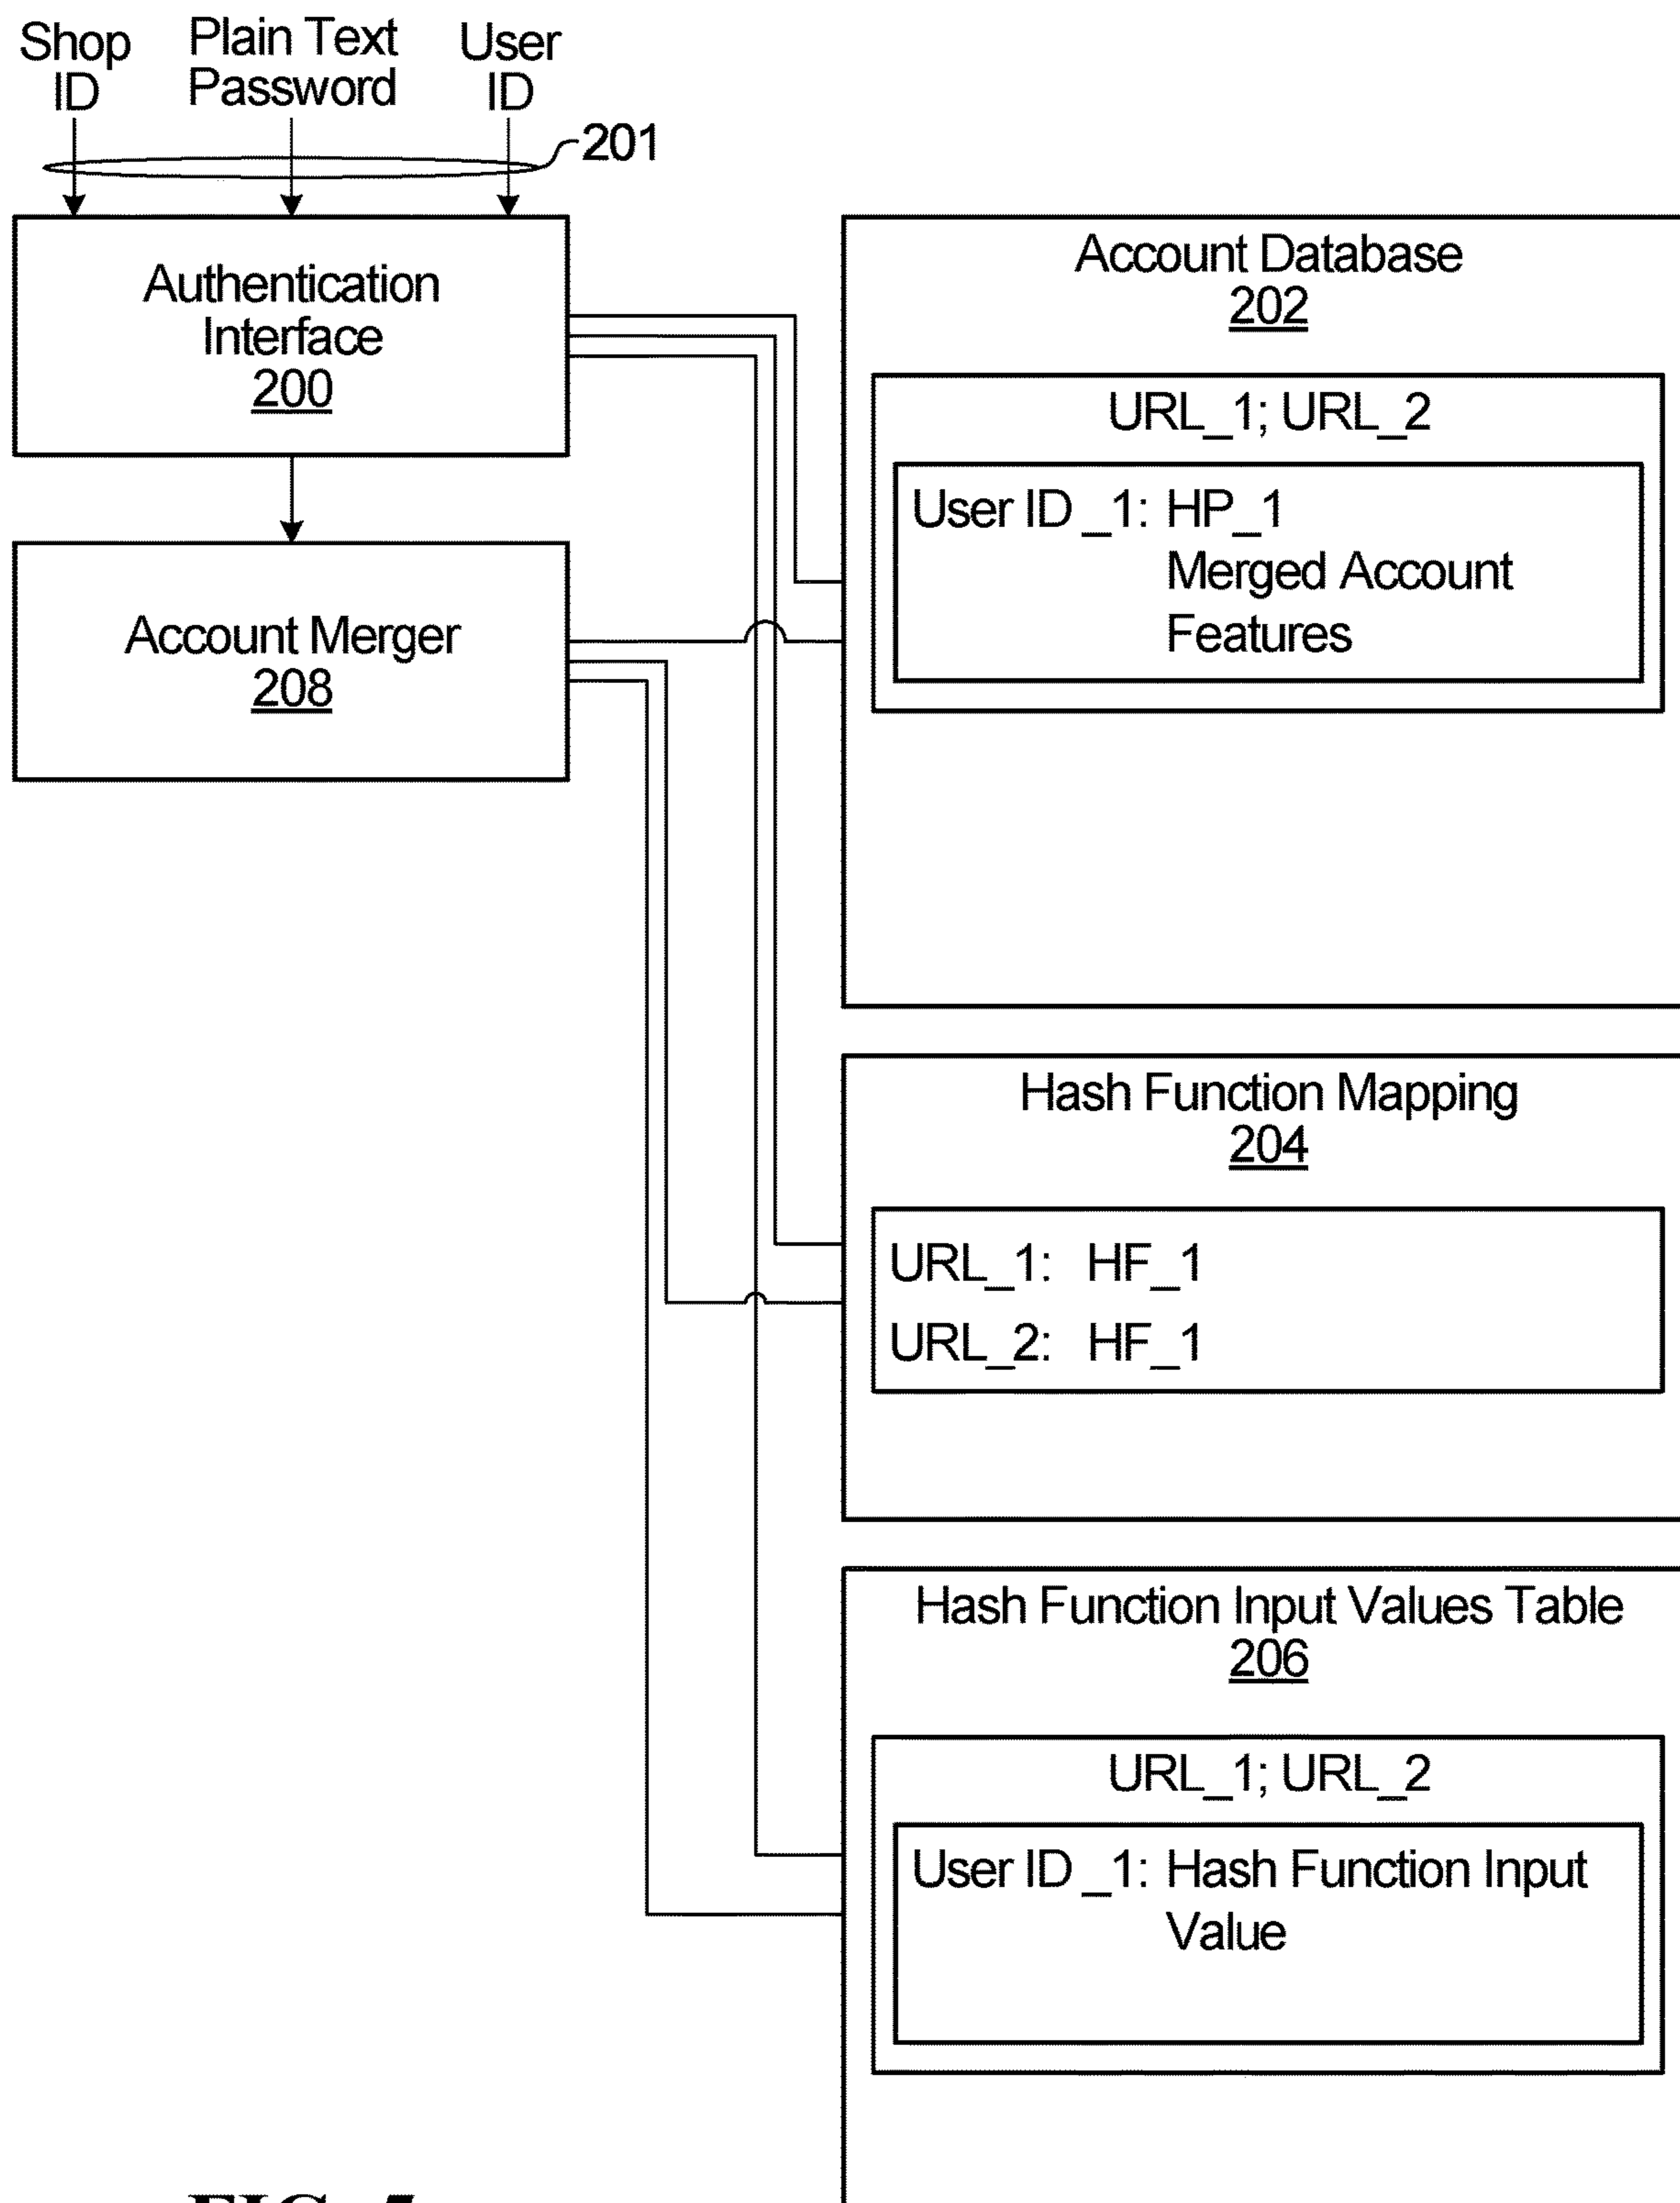 Shop
ID
Plain Text
Password
User
ID
201
Authentication
Interface
200
Account Merger
208
Account Database
202
URL_1; URL_2
User ID _1: HP_1
Merged Account
Features
Hash Function Mapping
204
URL_1: HF_1
URL_2: HF_1
Hash Function Input Values Table
206
URL_1; URL_2
User ID _1: Hash Function Input
Value